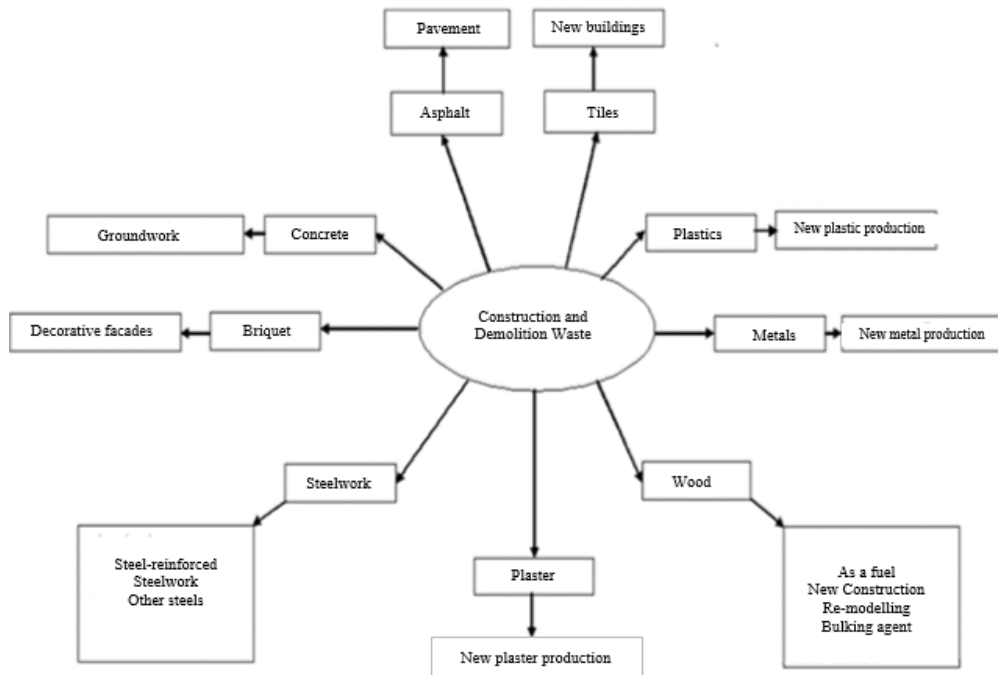 Pavement
New buildings
Asphalt
Tiles
Groundwork
Concrete
Plastics
New plastic production
Construction and
Demolition Waste
Decorative facades
Briquet
Metals
New metal production
Steelwork
Wood
Steel-reinforced
Steelwork
Other steels
Plaster
As a fuel
New Construction
Re-modelling
Bulking agent
New plaster production